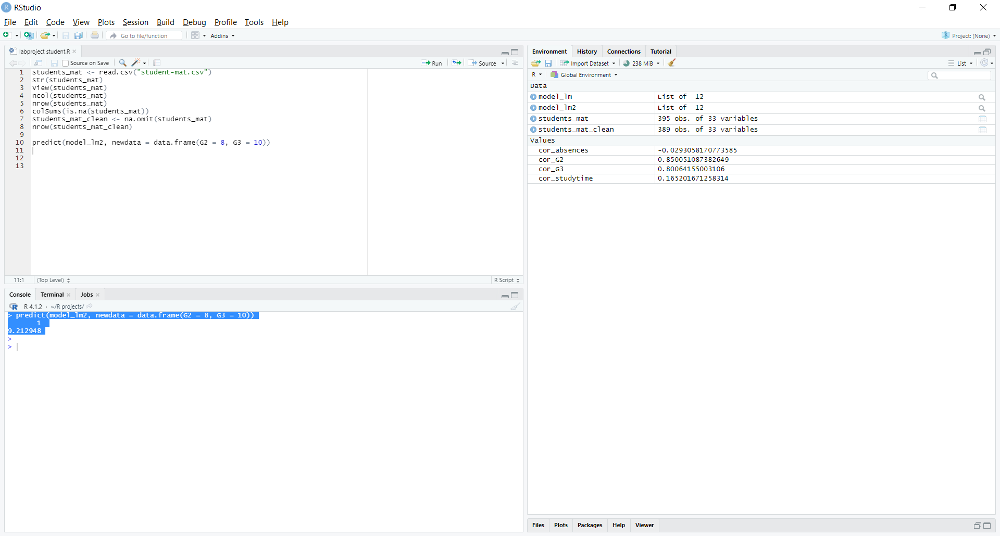 RStudio
File Edit Code View Plots Session Build Debug Profile Tools Help
Go to file/function Addins Project: (None)
labproject student.R
Source on Save Run Source
1 students_mat <- read.csv("student-mat.csv")
2 str(students_mat)
3 View(students_mat)
4 ncol(students_mat)
5 nrow(students_mat)
6 colSums(is.na(students_mat))
7 students_mat_clean <- na.omit(students_mat)
8 nrow(students_mat_clean)
9
10 predict(model_lm2, newdata = data.frame(G2 = 8, G3 = 10))
11
12
13
11:1 (Top Level) R Script
Console Terminal Jobs
R 4.1.2 · ~/R projects/
> predict(model_lm2, newdata = data.frame(G2 = 8, G3 = 10))
1
9.212948
>
>
Environment History Connections Tutorial
Import Dataset 238 MiB List
R Global Environment
Data
model_lm List of 12
model_lm2 List of 12
students_mat 395 obs. of 33 variables
students_mat_clean 389 obs. of 33 variables
Values
cor_absences -0.0293058170773585
cor_G2 0.850051087382649
cor_G3 0.80064155003106
cor_studytime 0.165201671258314
Files Plots Packages Help Viewer